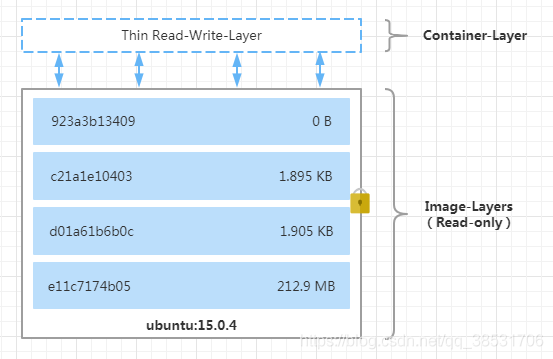 Thin Read-Write-Layer
Container-Layer
923a3b13409 0 B
c21a1e10403 1.895 KB
d01a61b6b0c 1.905 KB
e11c7174b05 212.9 MB
ubuntu:15.0.4
Image-Layers
( Read-only )
https://blog.csdn.net/qq_38531706